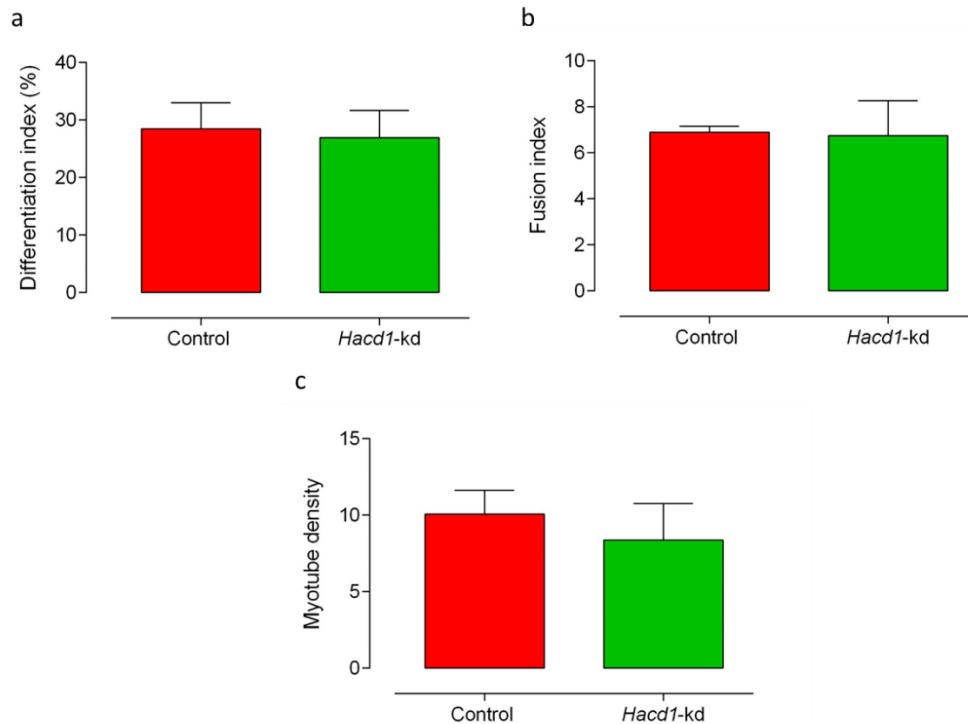 a
Differentiation index (%)
40
30
20
10
0
Control
Hacd1-kd
b
Fusion index
10
8
6
4
2
0
Control
Hacd1-kd
c
Myotube density
15
10
5
0
Control
Hacd1-kd